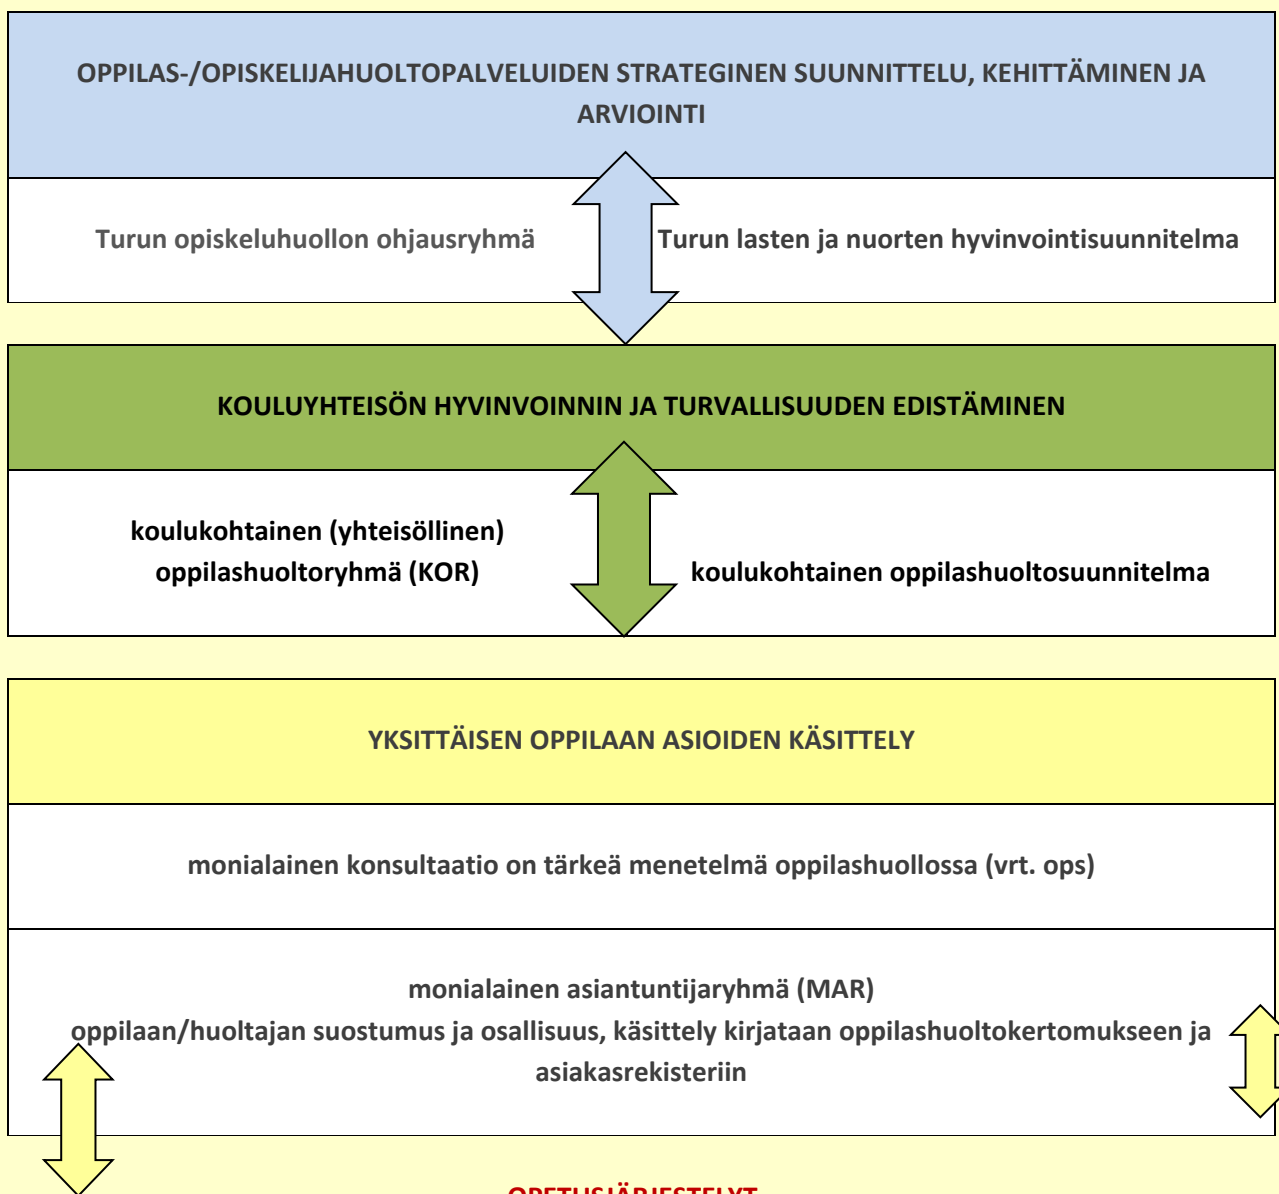 OPPILAS-/OPISKELIJAHUOLTOPALVELUIDEN STRATEGINEN SUUNNITTELU, KEHITTÄMINEN JA
ARVIOINTI
Turun opiskeluhuollon ohjausryhmä
Turun lasten ja nuorten hyvinvointisuunnitelma
KOULUYHTEISÖN HYVINVOINNIN JA TURVALLISUUDEN EDISTÄMINEN
koulukohtainen (yhteisöllinen)
oppilashuoltoryhmä (KOR)
koulukohtainen oppilashuoltosuunnitelma
YKSITTÄISEN OPPILAAN ASIOIDEN KÄSITTELY
monialainen konsultaatio on tärkeä menetelmä oppilashuollossa (vrt. ops)
monialainen asiantuntijaryhmä (MAR)
oppilaan/huoltajan suostumus ja osallisuus, käsittely kirjataan oppilashuoltokertomukseen ja
asiakasrekisteriin
OPETUSJÄRJESTELYT